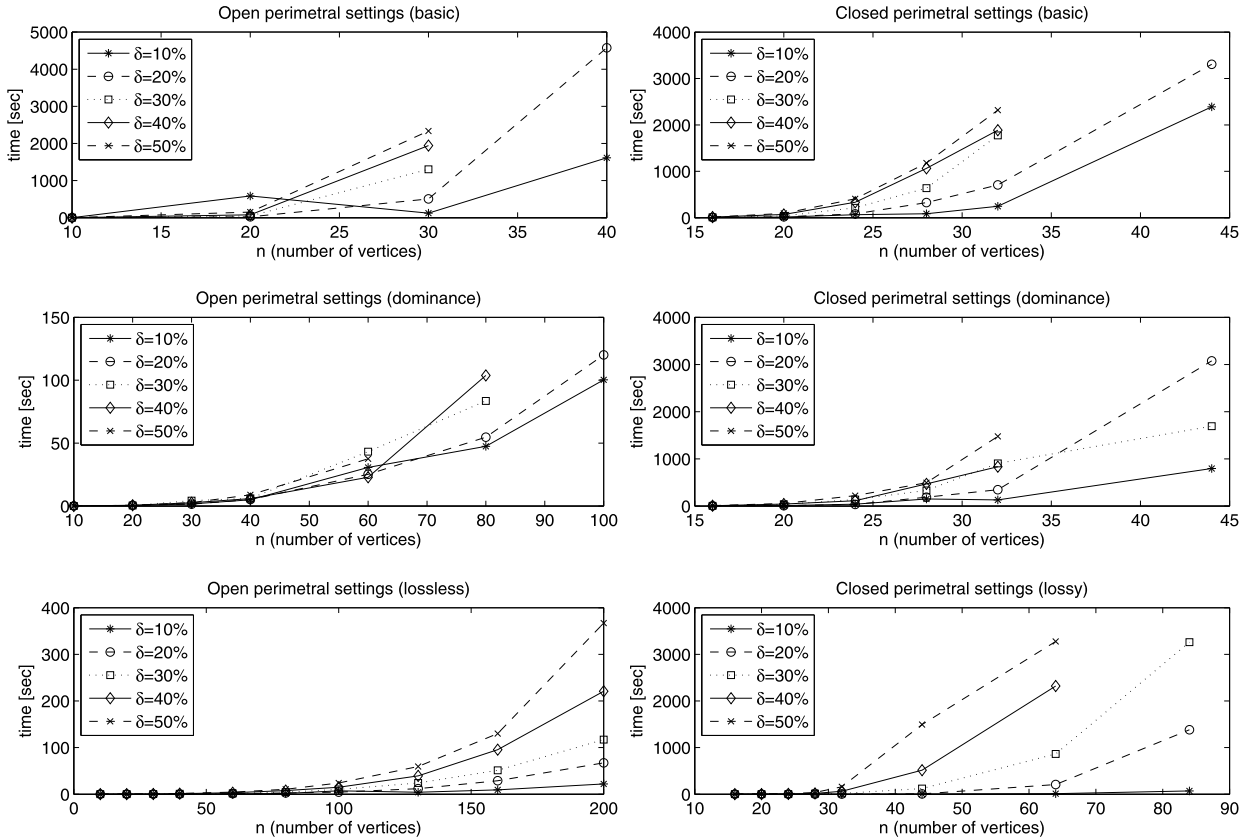 Open perimetral settings (basic)
5000
4000
3000
2000
1000
0
time [sec]
δ=10%
δ=20%
δ=30%
δ=40%
δ=50%
10 15 20 25 30 35 40
n (number of vertices)
Closed perimetral settings (basic)
4000
3000
2000
1000
0
time [sec]
δ=10%
δ=20%
δ=30%
δ=40%
δ=50%
15 20 25 30 35 40 45
n (number of vertices)
Open perimetral settings (dominance)
150
100
50
0
time [sec]
δ=10%
δ=20%
δ=30%
δ=40%
δ=50%
10 20 30 40 50 60 70 80 90 100
n (number of vertices)
Closed perimetral settings (dominance)
4000
3000
2000
1000
0
time [sec]
δ=10%
δ=20%
δ=30%
δ=40%
δ=50%
15 20 25 30 35 40 45
n (number of vertices)
Open perimetral settings (lossless)
400
300
200
100
0
time [sec]
δ=10%
δ=20%
δ=30%
δ=40%
δ=50%
0 50 100 150 200
n (number of vertices)
Closed perimetral settings (lossy)
4000
3000
2000
1000
0
time [sec]
δ=10%
δ=20%
δ=30%
δ=40%
δ=50%
10 20 30 40 50 60 70 80 90
n (number of vertices)